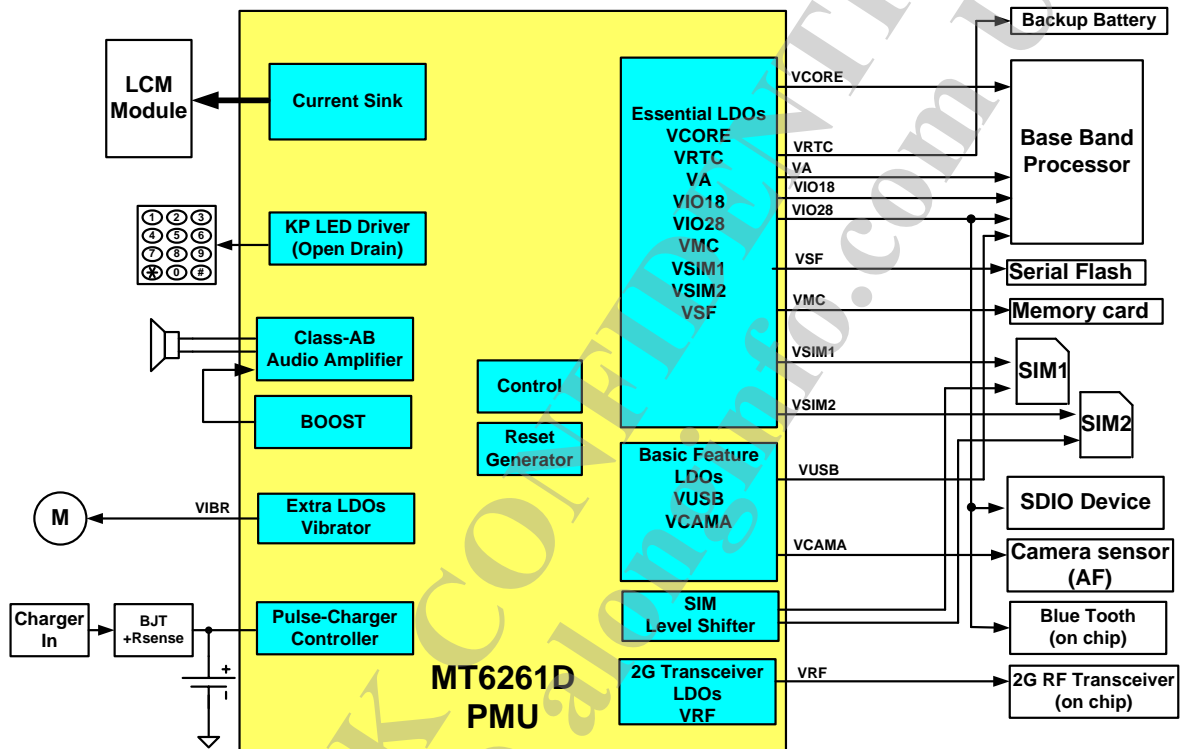 LCM
Module
Current Sink
1 2 3
4 5 6
7 8 9
* 0 #
KP LED Driver
(Open Drain)
Class-AB
Audio Amplifier
BOOST
M
VIBR
Extra LDOs
Vibrator
Charger
In
BJT
+Rsense
+
-
Pulse-Charger
Controller
Control
Reset
Generator
MT6261D
PMU
Essential LDOs
VCORE
VRTC
VA
VIO18
VIO28
VMC
VSIM1
VSIM2
VSF
Basic Feature
LDOs
VUSB
VCAMA
SIM
Level Shifter
2G Transceiver
LDOs
VRF
VCORE
VRTC
VA
VIO18
VIO28
VSF
VMC
VSIM1
VSIM2
VUSB
VCAMA
VRF
Backup Battery
Base Band
Processor
Serial Flash
Memory card
SIM1
SIM2
SDIO Device
Camera sensor
(AF)
Blue Tooth
(on chip)
2G RF Transceiver
(on chip)
K CONFIDENTI
alonginfo.com U